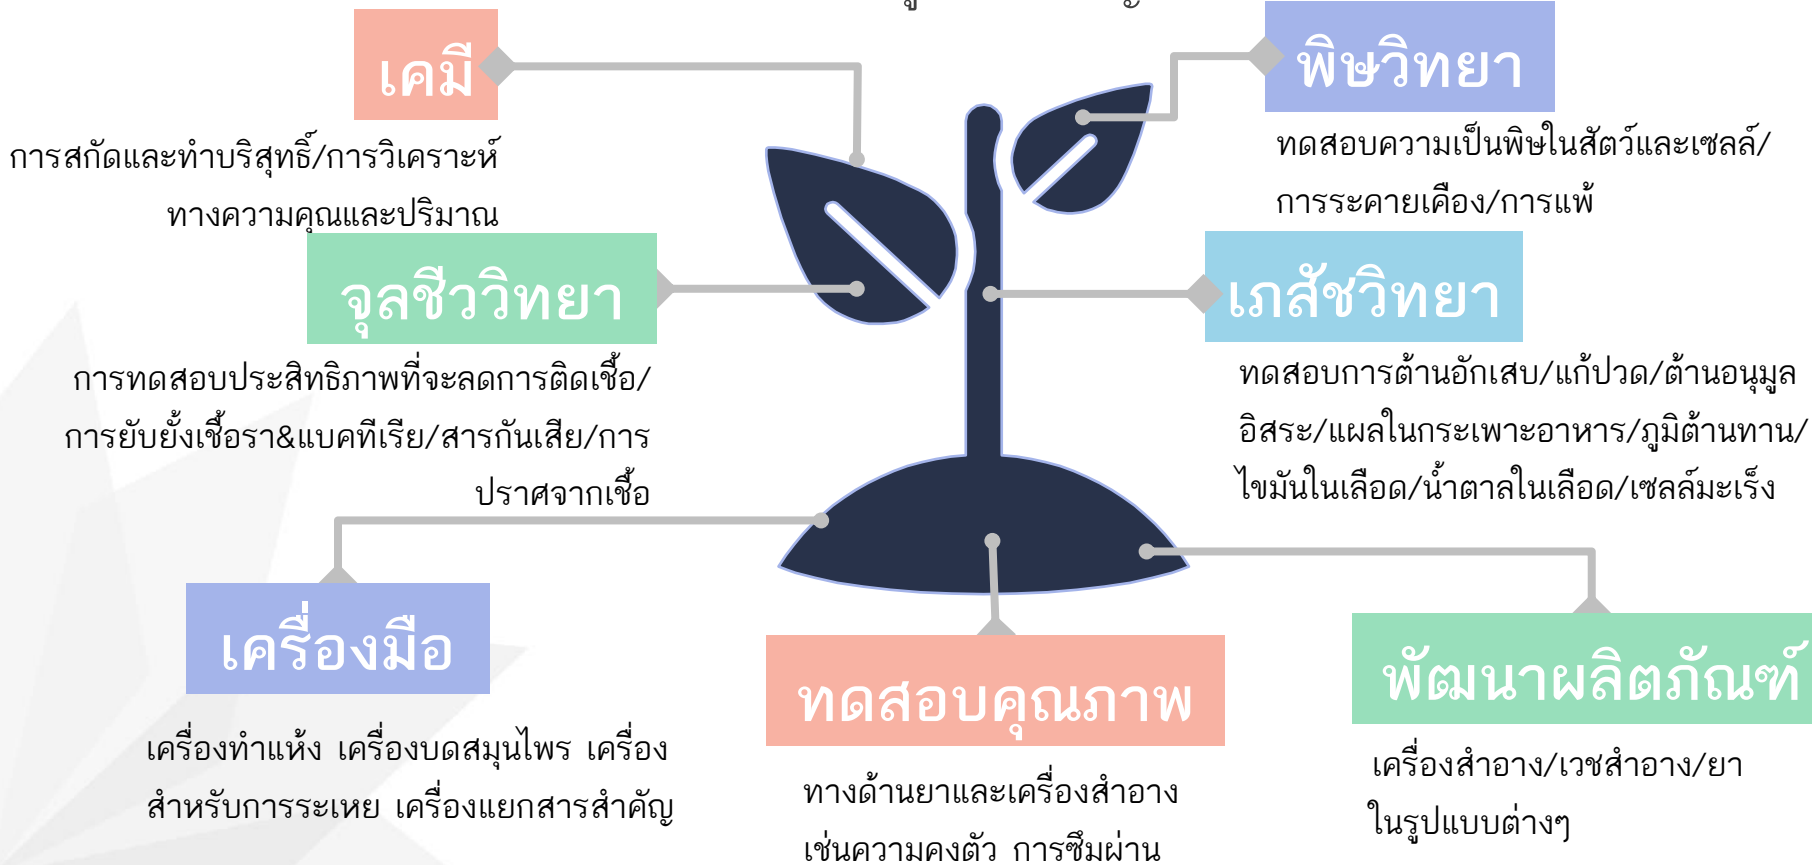 เคมี
การสกัดและทำบริสุทธิ์/การวิเคราะห์
ทางความคุณและปริมาณ
พิษวิทยา
ทดสอบความเป็นพิษในสัตว์และเซลล์/
การระคายเคือง/การแพ้
จุลชีววิทยา
การทดสอบประสิทธิภาพที่จะลดการติดเชื้อ/
การยับยั้งเชื้อรา&แบคทีเรีย/สารกันเสีย/การ
ปราศจากเชื้อ
เภสัชวิทยา
ทดสอบการต้านอักเสบ/แก้ปวด/ต้านอนุมูล
อิสระ/แผลในกระเพาะอาหาร/ภูมิต้านทาน/
ไขมันในเลือด/น้ำตาลในเลือด/เซลล์มะเร็ง
เครื่องมือ
เครื่องทำแห้ง เครื่องบดสมุนไพร เครื่อง
สำหรับการระเหย เครื่องแยกสารสำคัญ
ทดสอบคุณภาพ
ทางด้านยาและเครื่องสำอาง
เช่นความคงตัว การซึมผ่าน
พัฒนาผลิตภัณฑ์
เครื่องสำอาง/เวชสำอาง/ยา
ในรูปแบบต่างๆ